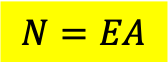 N = EA